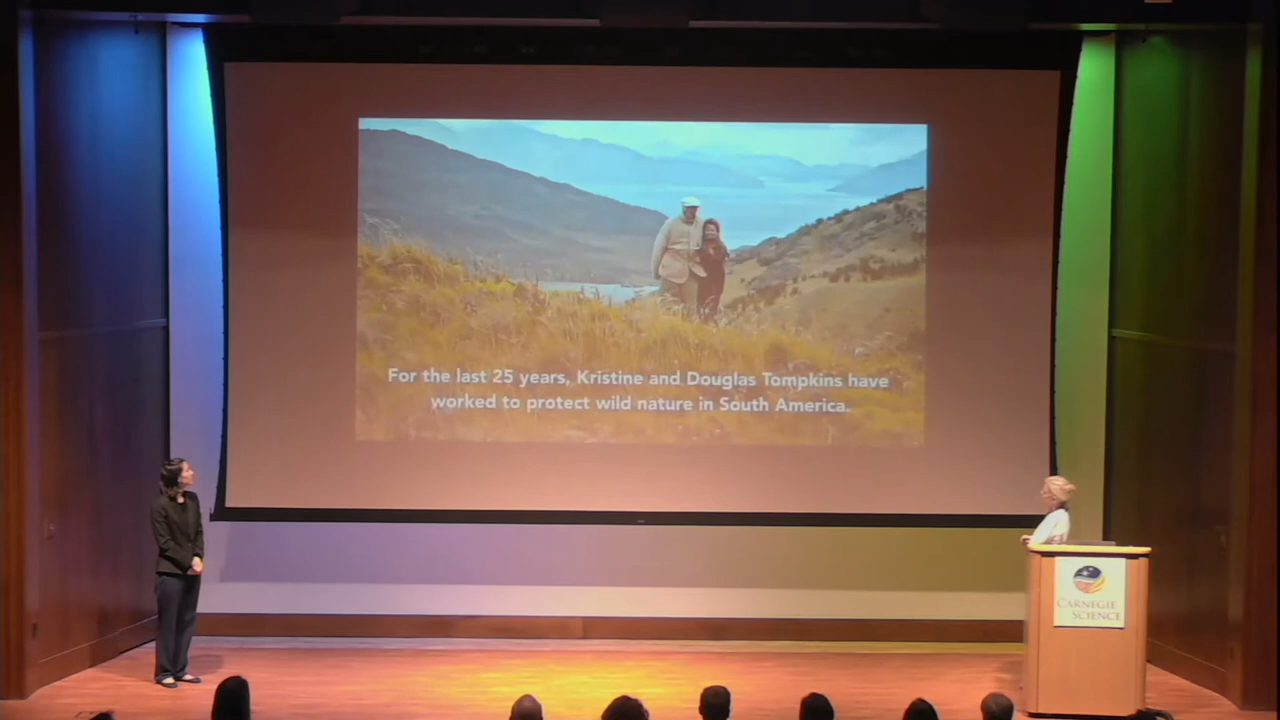 For the last 25 years, Kristine and Douglas Tompkins have
worked to protect wild nature in South America.
CARNEGIE
SCIENCE